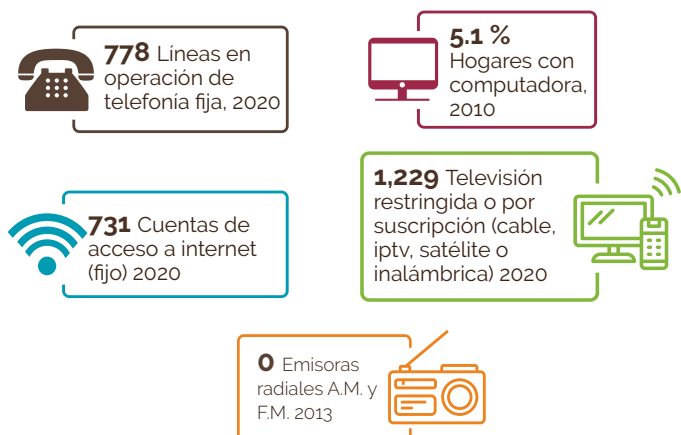 778 Líneas en
operación de
telefonía fija, 2020
5.1 %
Hogares con
computadora,
2010
731 Cuentas de
acceso a internet
(fijo) 2020
1,229 Televisión
restringida o por
suscripción (cable,
iptv, satélite o
inalámbrica) 2020
0 Emisoras
radiales A.M. y
F.M. 2013